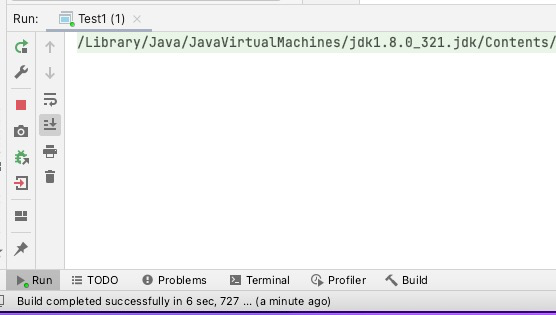 Run: Test1 (1)
/Library/Java/JavaVirtualMachines/jdk1.8.0_321.jdk/Contents/
Run TODO Problems Terminal Profiler Build
Build completed successfully in 6 sec, 727 ... (a minute ago)